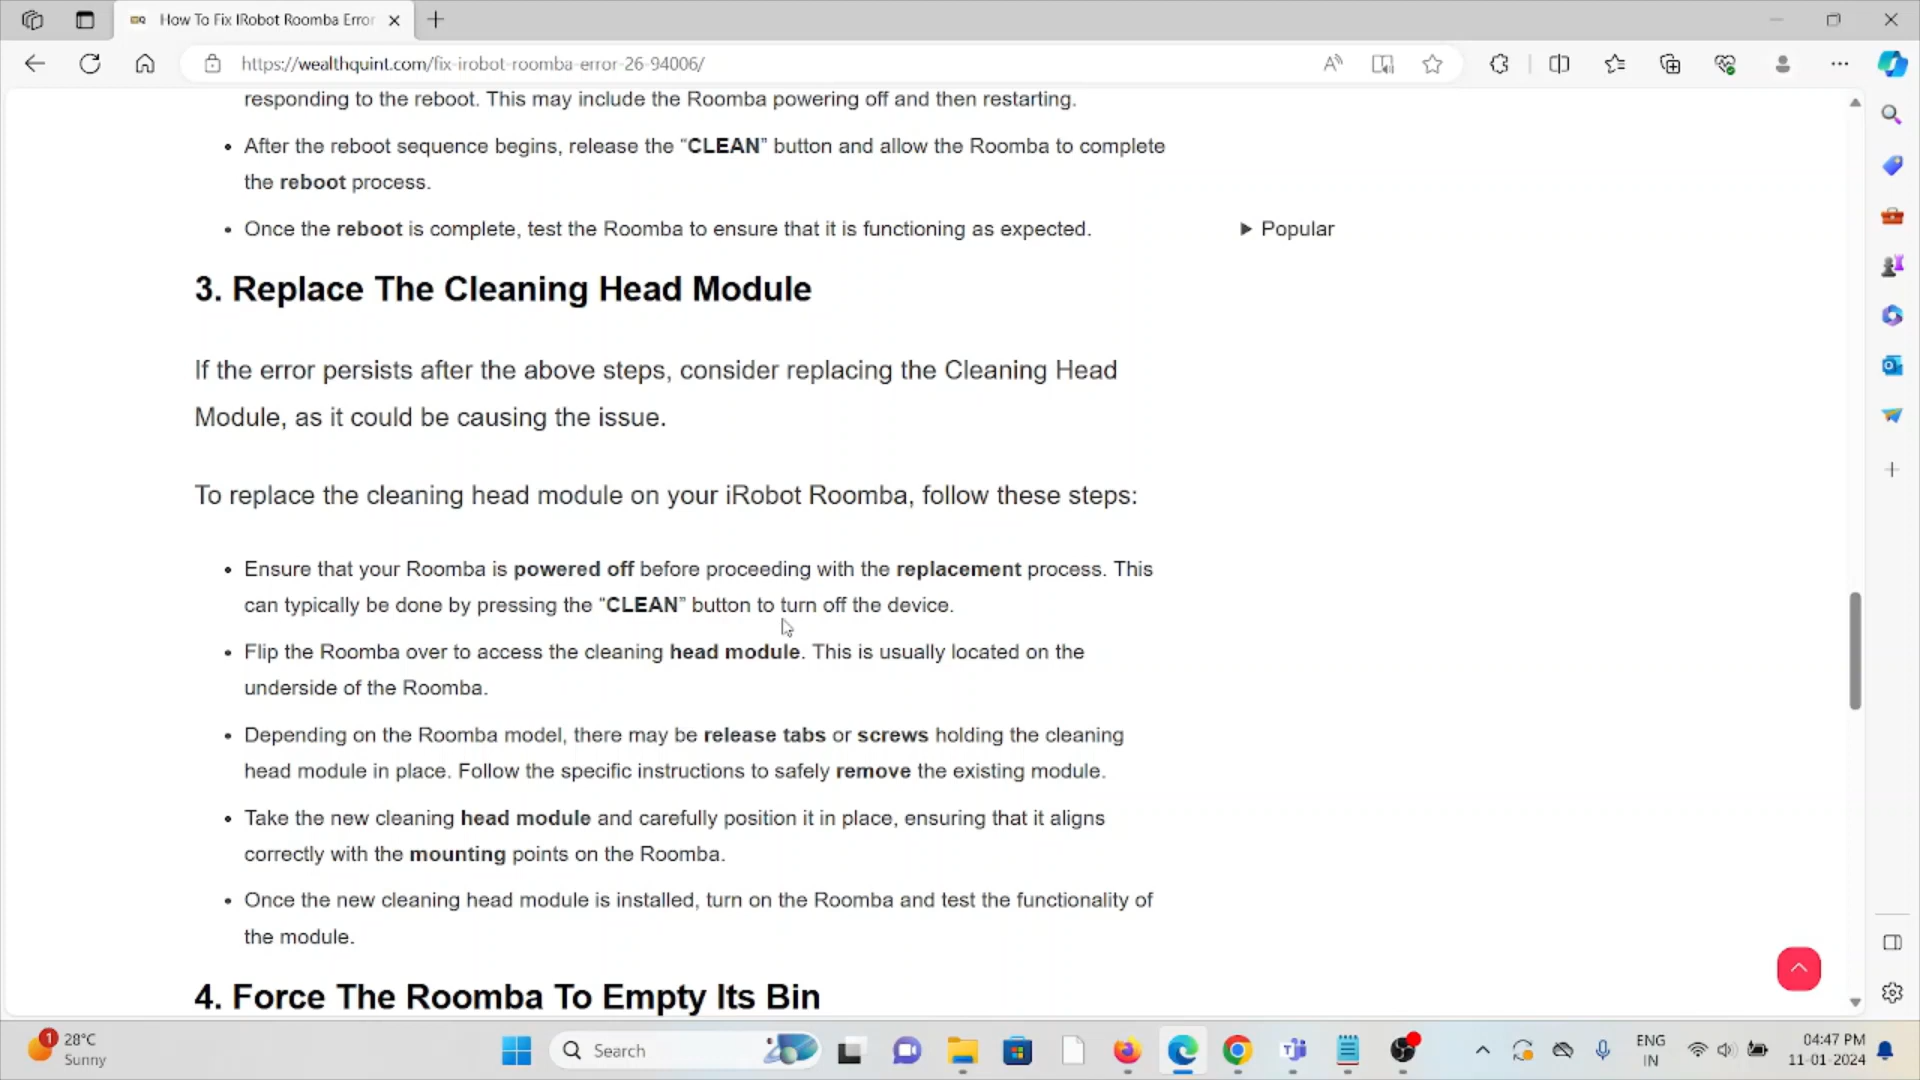 How To Fix IRobot Roomba Error
https://wealthquint.com/fix-irobot-roomba-error-26-94006/
responding to the reboot. This may include the Roomba powering off and then restarting.
• After the reboot sequence begins, release the “CLEAN” button and allow the Roomba to complete
the reboot process.
• Once the reboot is complete, test the Roomba to ensure that it is functioning as expected.
Popular
3. Replace The Cleaning Head Module
If the error persists after the above steps, consider replacing the Cleaning Head
Module, as it could be causing the issue.
To replace the cleaning head module on your iRobot Roomba, follow these steps:
• Ensure that your Roomba is powered off before proceeding with the replacement process. This
can typically be done by pressing the “CLEAN” button to turn off the device.
• Flip the Roomba over to access the cleaning head module. This is usually located on the
underside of the Roomba.
• Depending on the Roomba model, there may be release tabs or screws holding the cleaning
head module in place. Follow the specific instructions to safely remove the existing module.
• Take the new cleaning head module and carefully position it in place, ensuring that it aligns
correctly with the mounting points on the Roomba.
• Once the new cleaning head module is installed, turn on the Roomba and test the functionality of
the module.
4. Force The Roomba To Empty Its Bin
1
28°C
Sunny
Search
ENG
IN
04:47 PM
11-01-2024